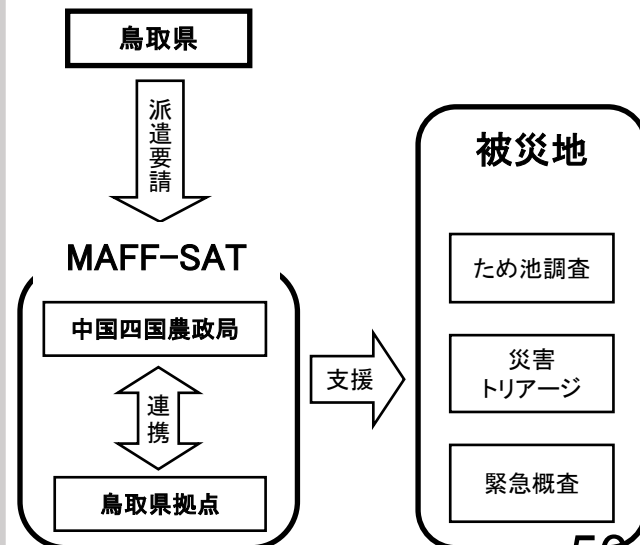 鳥取県
派遣要請
MAFF-SAT
中国四国農政局
連携
鳥取県拠点
支援
被災地
ため池調査
災害
トリアージ
緊急概査